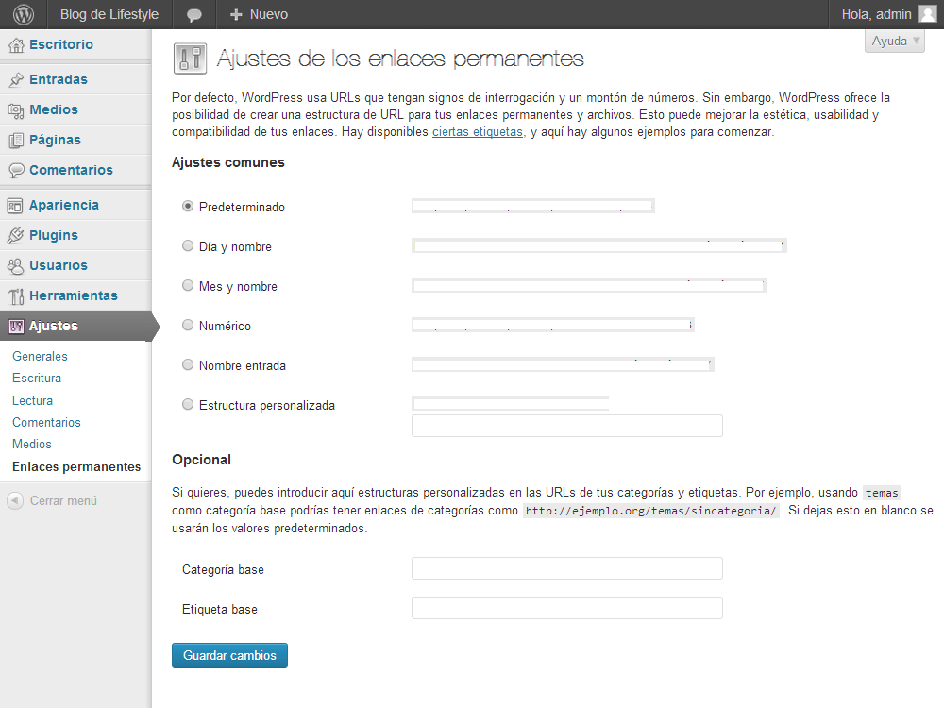 Blog de Lifestyle
Nuevo
Hola, admin
Ayuda
Escritorio
Entradas
Medios
Páginas
Comentarios
Apariencia
Plugins
Usuarios
Herramientas
Ajustes
Generales
Escritura
Lectura
Comentarios
Medios
Enlaces permanentes
Cerrar menú
Ajustes de los enlaces permanentes
Por defecto, WordPress usa URLs que tengan signos de interrogación y un montón de números. Sin embargo, WordPress ofrece la
posibilidad de crear una estructura de URL para tus enlaces permanentes y archivos. Esto puede mejorar la estética, usabilidad y
compatibilidad de tus enlaces. Hay disponibles ciertas etiquetas, y aquí hay algunos ejemplos para comenzar.
Ajustes comunes
Predeterminado
Día y nombre
Mes y nombre
Numérico
Nombre entrada
Estructura personalizada
Opcional
Si quieres, puedes introducir aquí estructuras personalizadas en las URLs de tus categorías y etiquetas. Por ejemplo, usando temas
como categoría base podrías tener enlaces de categorías como http://ejemplo.org/temas/sincategoria/ . Si dejas esto en blanco se
usarán los valores predeterminados.
Categoría base
Etiqueta base
Guardar cambios